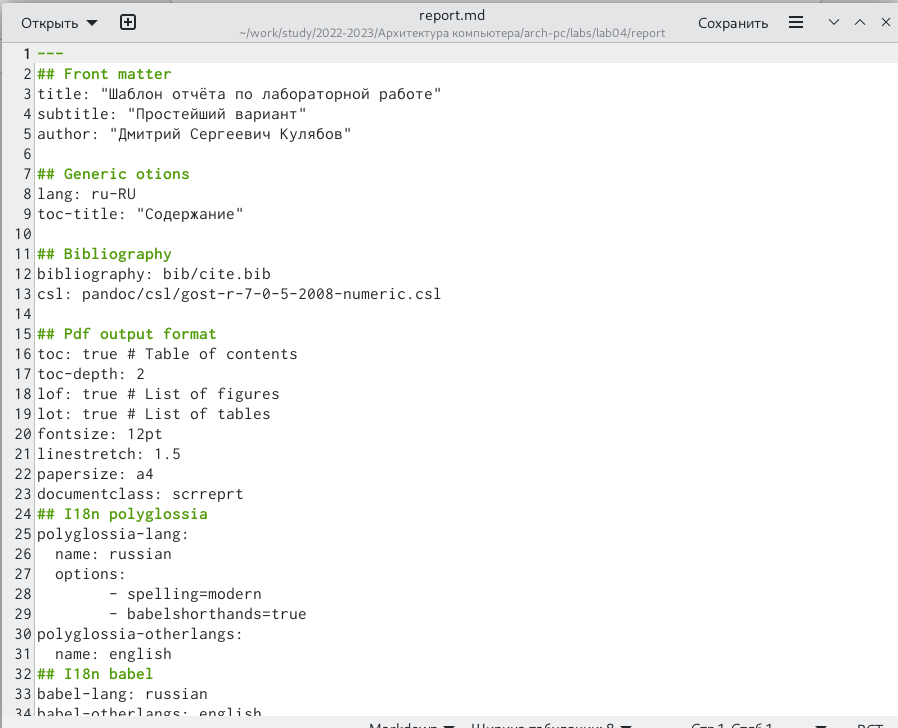 Открыть
report.md
~/work/study/2022-2023/Архитектура компьютера/arch-pc/labs/lab04/report
Сохранить
1 ---
2 ## Front matter
3 title: "Шаблон отчёта по лабораторной работе"
4 subtitle: "Простейший вариант"
5 author: "Дмитрий Сергеевич Кулябов"
6
7 ## Generic otions
8 lang: ru-RU
9 toc-title: "Содержание"
10
11 ## Bibliography
12 bibliography: bib/cite.bib
13 csl: pandoc/csl/gost-r-7-0-5-2008-numeric.csl
14
15 ## Pdf output format
16 toc: true # Table of contents
17 toc-depth: 2
18 lof: true # List of figures
19 lot: true # List of tables
20 fontsize: 12pt
21 linestretch: 1.5
22 papersize: a4
23 documentclass: scrreprt
24 ## I18n polyglossia
25 polyglossia-lang:
26   name: russian
27   options:
28         - spelling=modern
29         - babelshorthands=true
30 polyglossia-otherlangs:
31   name: english
32 ## I18n babel
33 babel-lang: russian
34 babel-otherlangs: english
Markdown Ширина табуляции: 8 Стр 1, Стлб 1 ВСТ